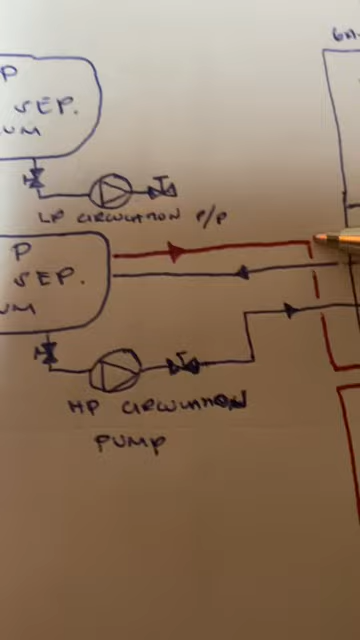 P
SEP.
UM
LP CIRCULATION P/P
P
SEP.
UM
HP CIRCULATION
PUMP